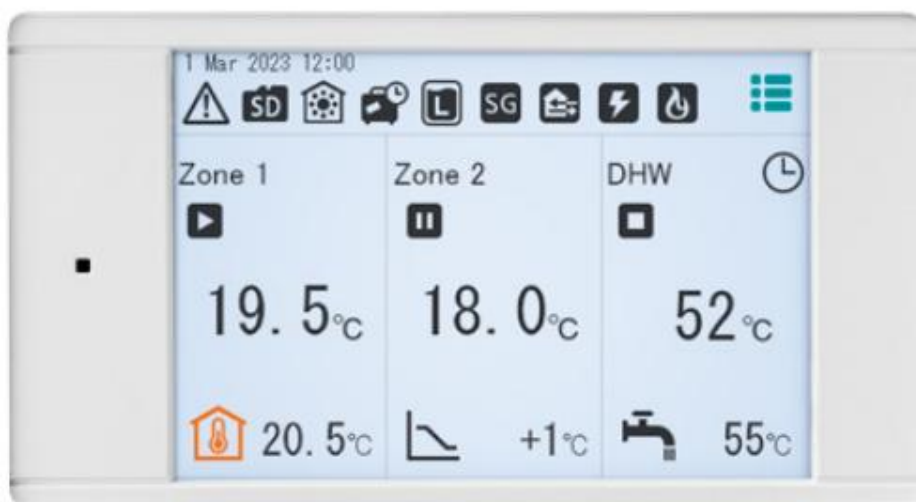 1 Mar 2023 12:00
SD L SG
Zone 1 Zone 2 DHW
19.5℃ 18.0℃ 52℃
20.5℃ +1℃ 55℃